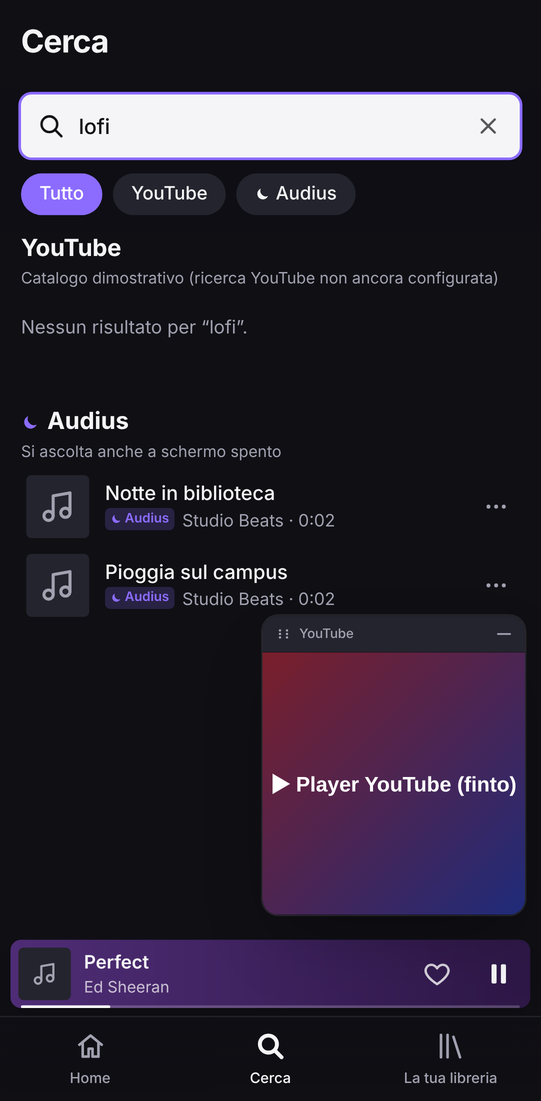 Cerca
lofi
Tutto
YouTube
Audius
YouTube
Catalogo dimostrativo (ricerca YouTube non ancora configurata)
Nessun risultato per “lofi”.
Audius
Si ascolta anche a schermo spento
Notte in biblioteca
Audius Studio Beats · 0:02
Pioggia sul campus
Audius Studio Beats · 0:02
YouTube
Player YouTube (finto)
Perfect
Ed Sheeran
Home
Cerca
La tua libreria